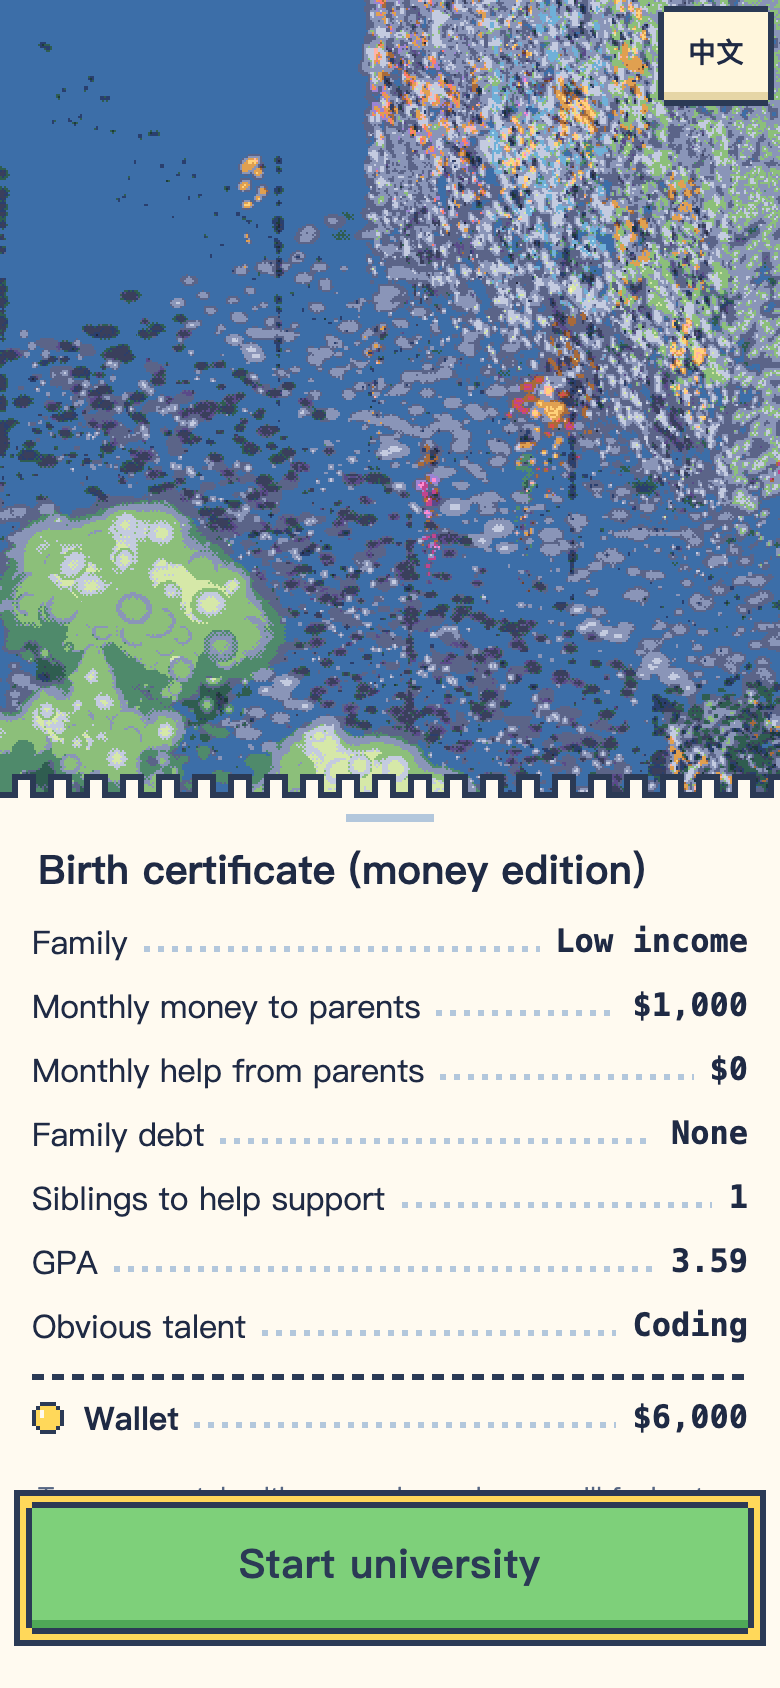 中文
Birth certificate (money edition)
Family Low income
Monthly money to parents $1,000
Monthly help from parents $0
Family debt None
Siblings to help support 1
GPA 3.59
Obvious talent Coding
Wallet $6,000
Start university